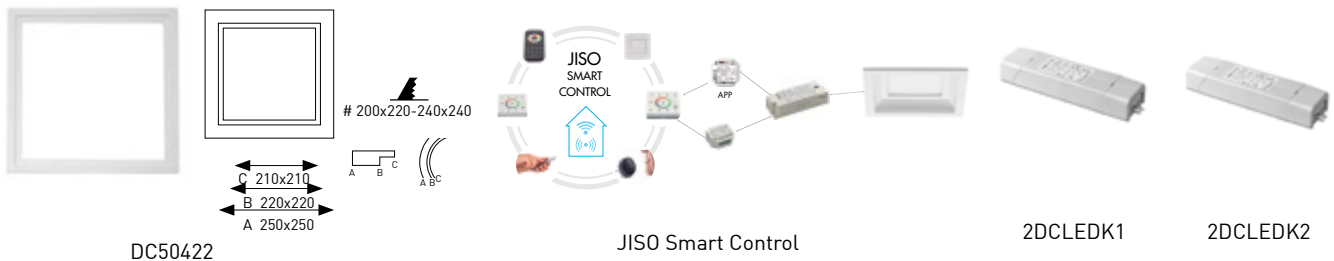 JISO
SMART
CONTROL
APP
# 200x220-240x240
A B C
A B C
C 210x210
B 220x220
A 250x250
DC50422
JISO Smart Control
2DCLEDK1
2DCLEDK2